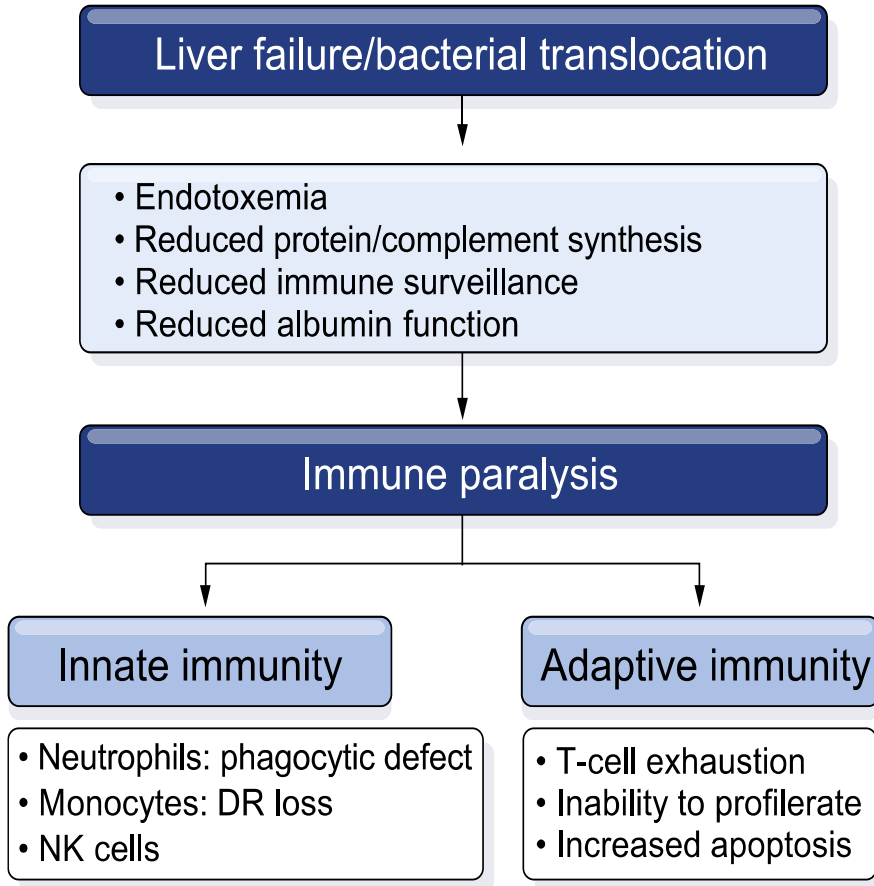 Liver failure/bacterial translocation
• Endotoxemia
• Reduced protein/complement synthesis
• Reduced immune surveillance
• Reduced albumin function
Immune paralysis
Innate immunity
• Neutrophils: phagocytic defect
• Monocytes: DR loss
• NK cells
Adaptive immunity
• T-cell exhaustion
• Inability to profilerate
• Increased apoptosis